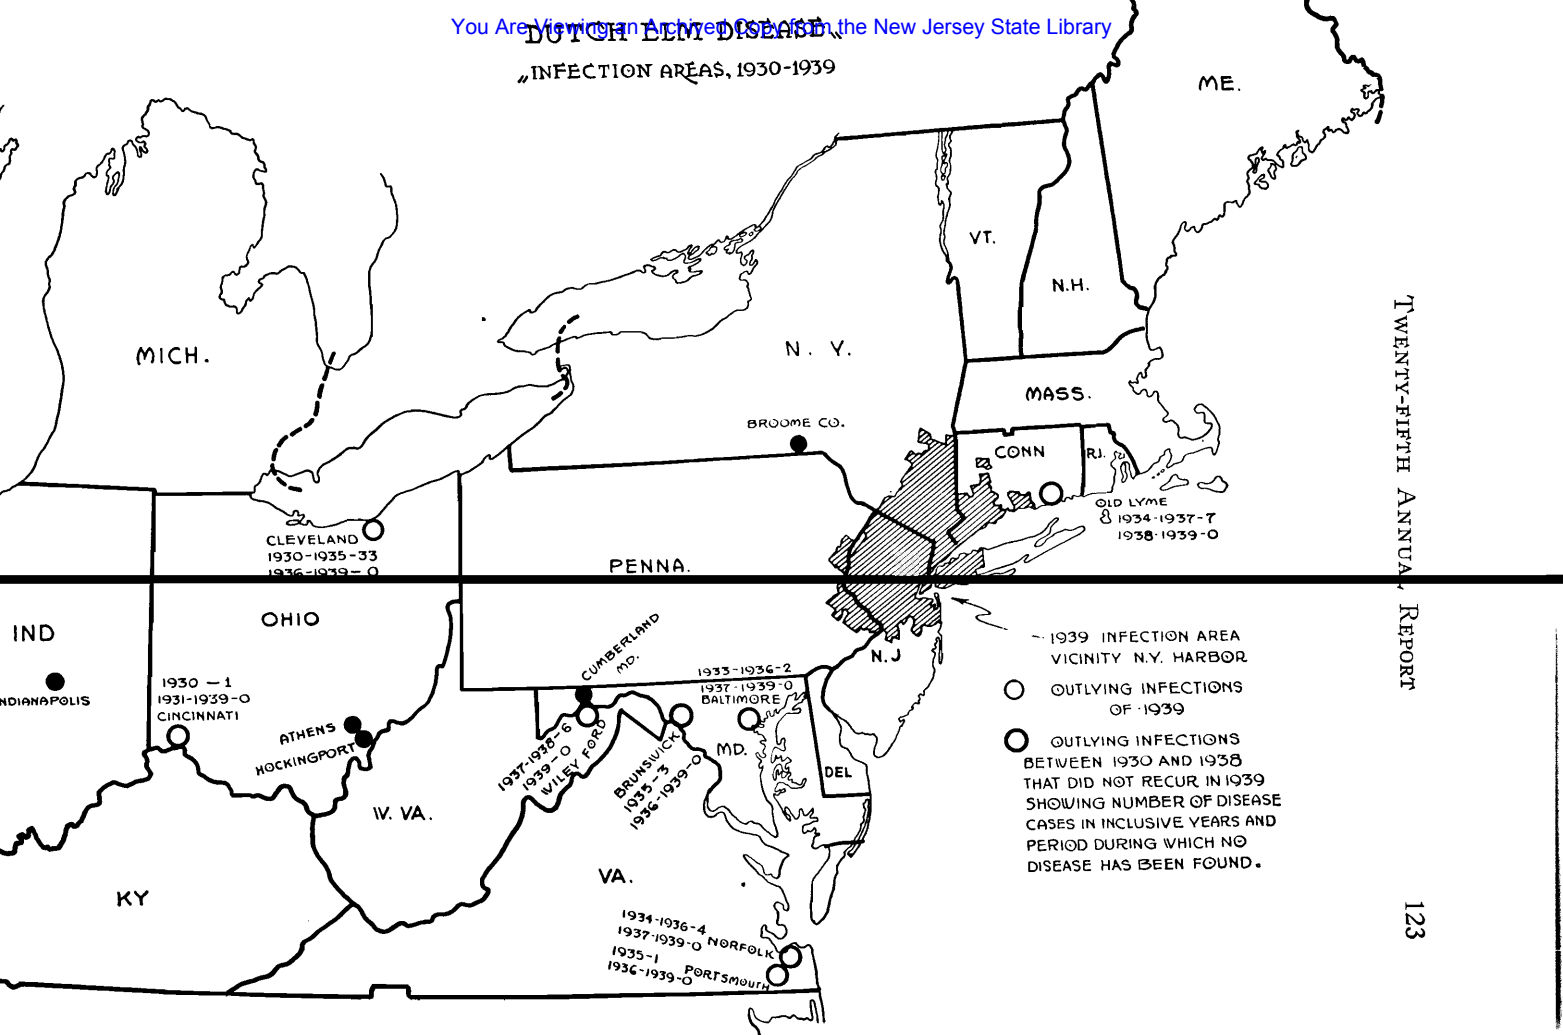 You Are Viewing an Archived Copy from the New Jersey State Library
DUTCH ELM DISEASE
INFECTION AREAS, 1930-1939
ME.
VT.
N.H.
MICH.
N. Y.
MASS.
BROOME CO.
CONN
R.I.
OLD LYME
1934-1937-7
1938-1939-0
CLEVELAND
1930-1935-33
1936-1939-0
PENNA.
IND
OHIO
NDIANAPOLIS
1930-1
1931-1939-0
CINCINNATI
ATHENS
HOCKINGPORT
CUMBERLAND
MD.
1933-1936-2
1937-1939-0
BALTIMORE
N.J
1937-1938-6
1939-0
WILEY FORD
BRUNSWICK
1935-3
1936-1939-0
MD.
DEL
W. VA.
KY
VA.
1934-1936-4
1937-1939-0 NORFOLK
1935-1
1936-1939-0 PORTSMOUTH
1939 INFECTION AREA
VICINITY N.Y. HARBOR
OUTLYING INFECTIONS
OF 1939
OUTLYING INFECTIONS
BETWEEN 1930 AND 1938
THAT DID NOT RECUR IN 1939
SHOWING NUMBER OF DISEASE
CASES IN INCLUSIVE YEARS AND
PERIOD DURING WHICH NO
DISEASE HAS BEEN FOUND.
TWENTY-FIFTH ANNUAL REPORT
123